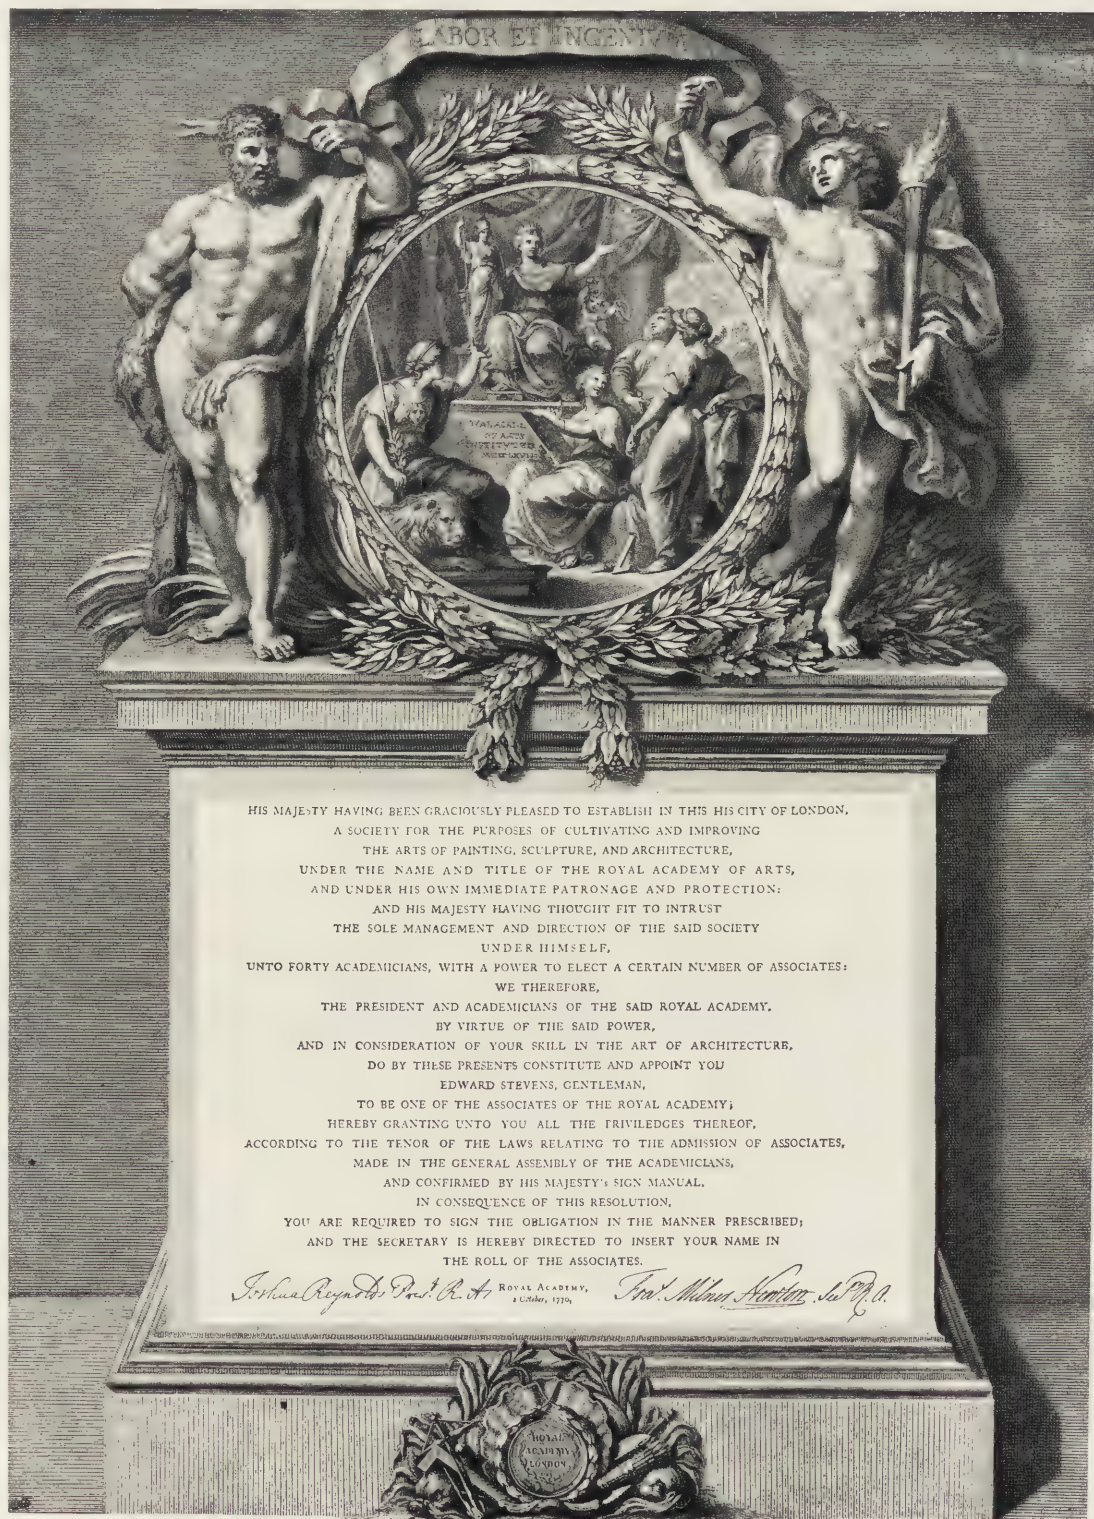 LABOR ET INGENIVM
HIS MAJESTY HAVING BEEN GRACIOUSLY PLEASED TO ESTABLISH IN THIS HIS CITY OF LONDON,
A SOCIETY FOR THE PURPOSES OF CULTIVATING AND IMPROVING
THE ARTS OF PAINTING, SCULPTURE, AND ARCHITECTURE,
UNDER THE NAME AND TITLE OF THE ROYAL ACADEMY OF ARTS,
AND UNDER HIS OWN IMMEDIATE PATRONAGE AND PROTECTION:
AND HIS MAJESTY HAVING THOUGHT FIT TO INTRUST
THE SOLE MANAGEMENT AND DIRECTION OF THE SAID SOCIETY
UNDER HIMSELF,
UNTO FORTY ACADEMICIANS, WITH A POWER TO ELECT A CERTAIN NUMBER OF ASSOCIATES:
WE THEREFORE,
THE PRESIDENT AND ACADEMICIANS OF THE SAID ROYAL ACADEMY,
BY VIRTUE OF THE SAID POWER,
AND IN CONSIDERATION OF YOUR SKILL IN THE ART OF ARCHITECTURE,
DO BY THESE PRESENTS CONSTITUTE AND APPOINT YOU
EDWARD STEVENS, GENTLEMAN,
TO BE ONE OF THE ASSOCIATES OF THE ROYAL ACADEMY;
HEREBY GRANTING UNTO YOU ALL THE PRIVILEDGES THEREOF,
ACCORDING TO THE TENOR OF THE LAWS RELATING TO THE ADMISSION OF ASSOCIATES,
MADE IN THE GENERAL ASSEMBLY OF THE ACADEMICIANS,
AND CONFIRMED BY HIS MAJESTY's SIGN MANUAL.
IN CONSEQUENCE OF THIS RESOLUTION,
YOU ARE REQUIRED TO SIGN THE OBLIGATION IN THE MANNER PRESCRIBED;
AND THE SECRETARY IS HEREBY DIRECTED TO INSERT YOUR NAME IN
THE ROLL OF THE ASSOCIATES.
Joshua Reynolds Prest. R. A.
ROYAL ACADEMY,
2 October, 1770,
Milner Newton
ROYAL
ACADEMY
LONDON